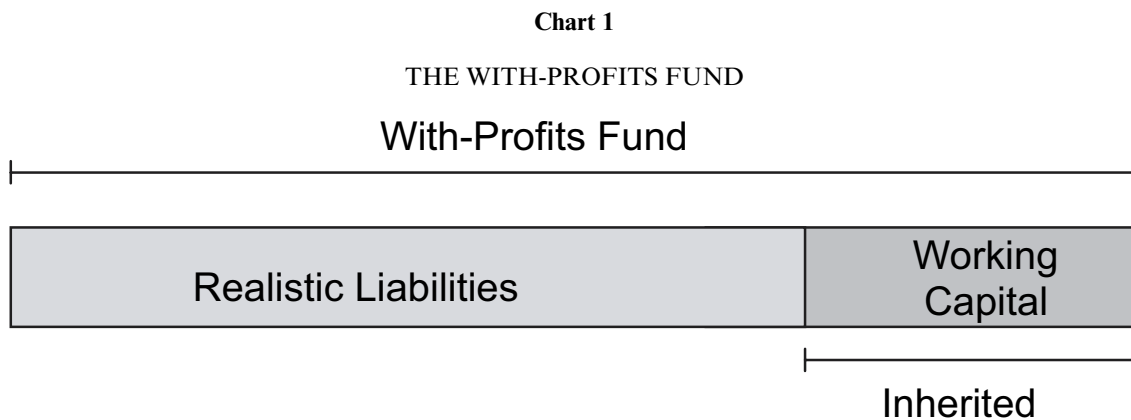 Chart 1
THE WITH-PROFITS FUND
With-Profits Fund
Realistic Liabilities
Working
Capital
Inherited